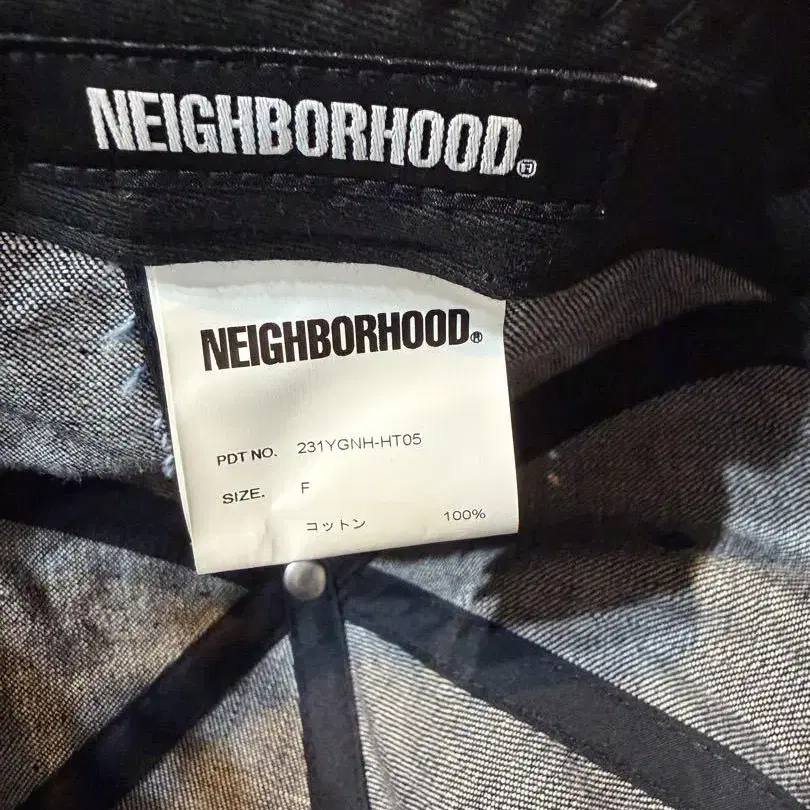 NEIGHBORHOOD®
NEIGHBORHOOD®
PDT NO. 231YGNH-HT05
SIZE. F
コットン 100%